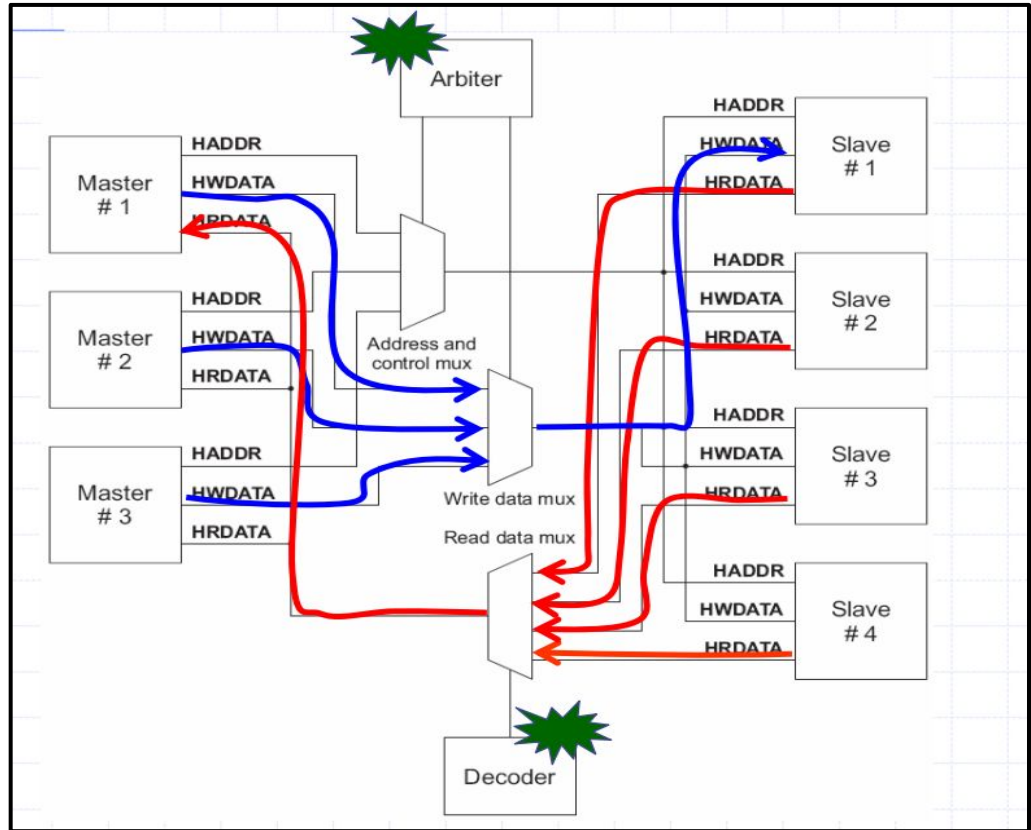 Arbiter
Master
# 1
HADDR
HWDATA
HRDATA
Master
# 2
HADDR
HWDATA
HRDATA
Master
# 3
HADDR
HWDATA
HRDATA
Address and
control mux
Write data mux
Read data mux
HADDR
HWDATA
HRDATA
Slave
# 1
HADDR
HWDATA
HRDATA
Slave
# 2
HADDR
HWDATA
HRDATA
Slave
# 3
HADDR
HWDATA
HRDATA
Slave
# 4
Decoder